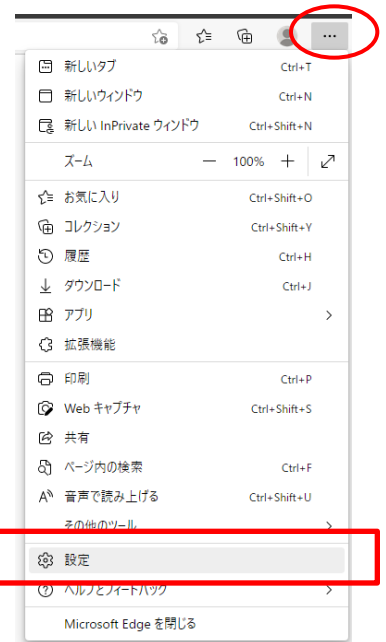 …
新しいタブ Ctrl+T
新しいウィンドウ Ctrl+N
新しい InPrivate ウィンドウ Ctrl+Shift+N
ズーム — 100% +
お気に入り Ctrl+Shift+O
コレクション Ctrl+Shift+Y
履歴 Ctrl+H
ダウンロード Ctrl+J
アプリ >
拡張機能
印刷 Ctrl+P
Web キャプチャ Ctrl+Shift+S
共有
ページ内の検索 Ctrl+F
音声で読み上げる Ctrl+Shift+U
その他のツール >
設定
ヘルプとフィードバック >
Microsoft Edge を閉じる